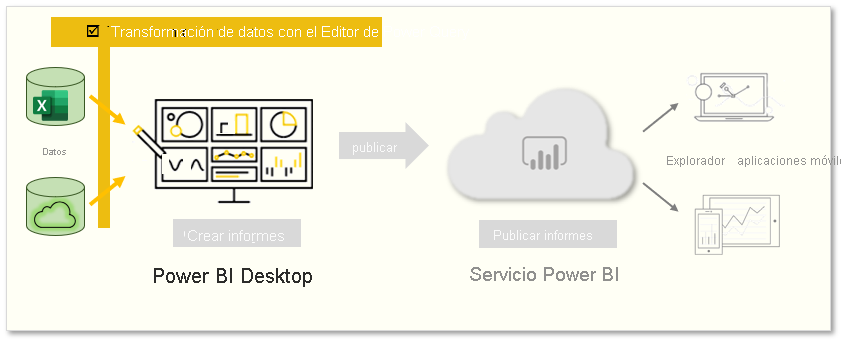 Transformación de datos con el Editor de
X
Datos
publicar
Crear informes
Publicar informes
Power BI Desktop
Servicio Power BI
Explorador aplicaciones móvile